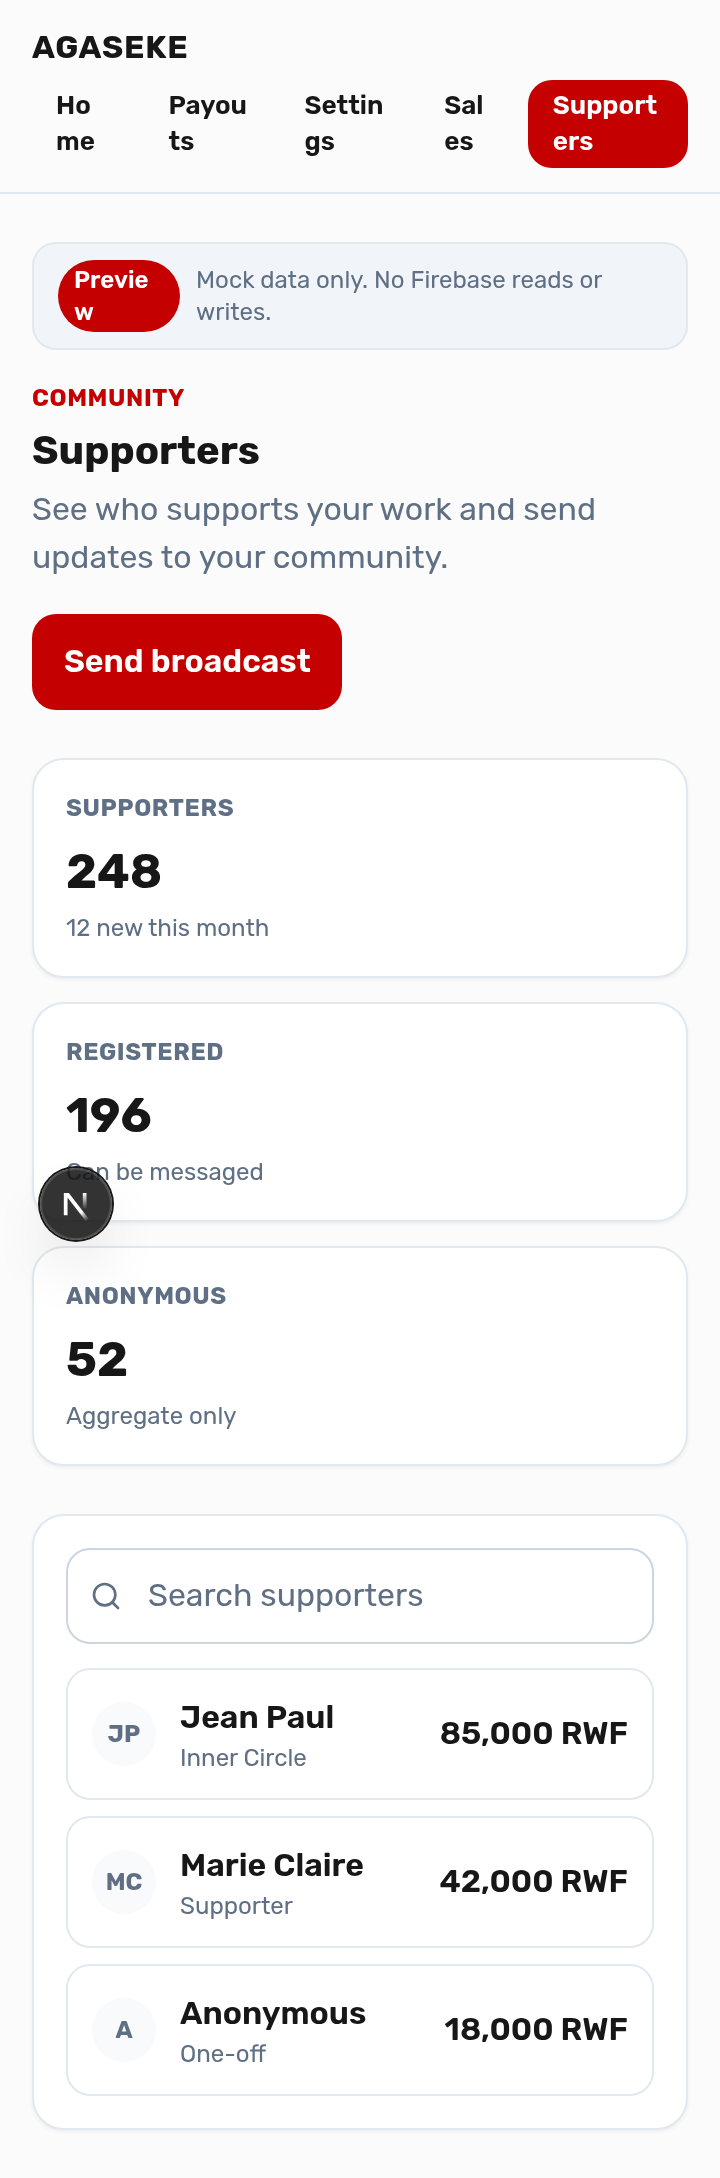 AGASEKE
Ho
me
Payou
ts
Settin
gs
Sal
es
Support
ers
Previe
w
Mock data only. No Firebase reads or
writes.
COMMUNITY
Supporters
See who supports your work and send
updates to your community.
Send broadcast
SUPPORTERS
248
12 new this month
REGISTERED
196
Can be messaged
N
ANONYMOUS
52
Aggregate only
Search supporters
JP
Jean Paul
Inner Circle
85,000 RWF
MC
Marie Claire
Supporter
42,000 RWF
A
Anonymous
One-off
18,000 RWF